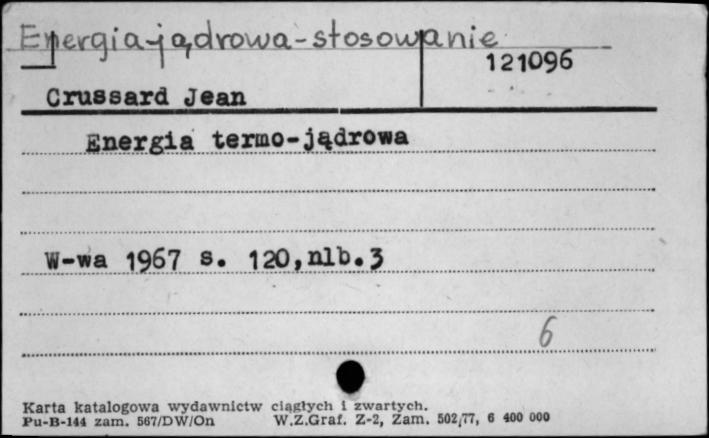 Energia-jądrowa-stosowanie
121096
Crussard Jean
Energia termo-jądrowa
W-wa 1967 s. 120,nlb.3
6
Karta katalogowa wydawnictw ciągłych i zwartych.
Pu-B-144 zam. 567/DW/On W.Z.Graf. Z-2, Zam. 502/77, 6 400 000